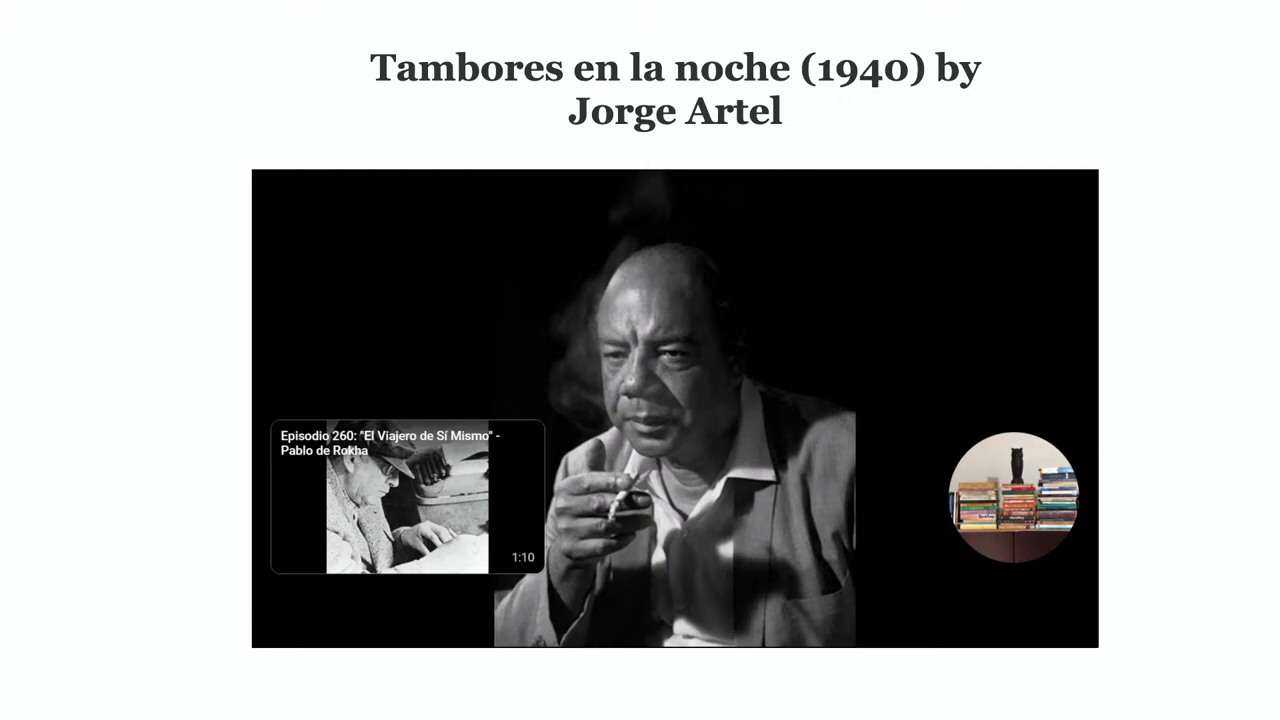 Tambores en la noche (1940) by
Jorge Artel
Episodio 260: "El Viajero de Sí Mismo" -
Pablo de Rokha
1:10